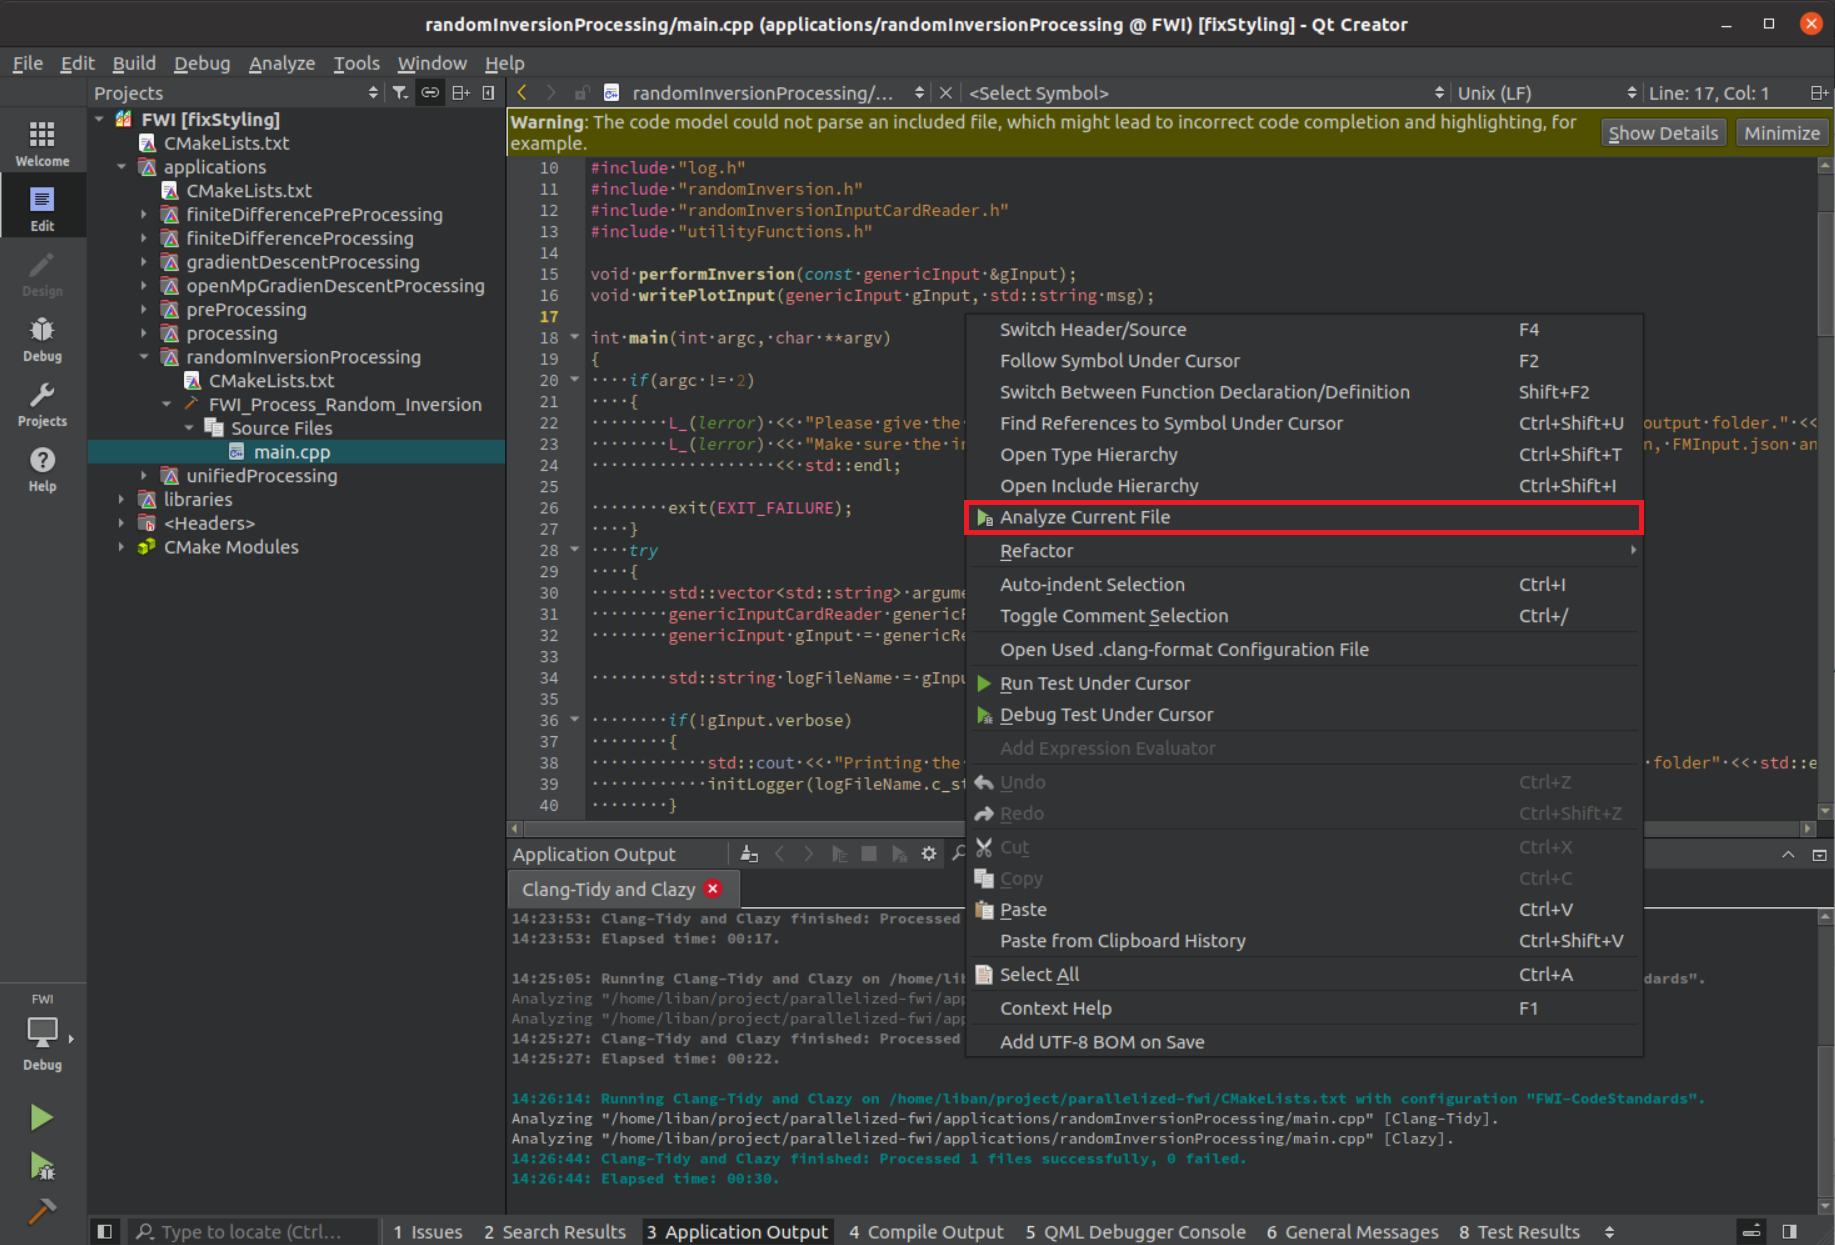 randomInversionProcessing/main.cpp (applications/randomInversionProcessing @ FWI) [fixStyling] - Qt Creator
File Edit Build Debug Analyze Tools Window Help
Projects
randomInversionProcessing/... <Select Symbol> Unix (LF) Line: 17, Col: 1
Warning: The code model could not parse an included file, which might lead to incorrect code completion and highlighting, for
example.
Show Details Minimize
Welcome
Edit
Design
Debug
Projects
Help
FWI
Debug
FWI [fixStyling]
CMakeLists.txt
applications
CMakeLists.txt
finiteDifferencePreProcessing
finiteDifferenceProcessing
gradientDescentProcessing
openMpGradienDescentProcessing
preProcessing
processing
randomInversionProcessing
CMakeLists.txt
FWI_Process_Random_Inversion
Source Files
main.cpp
unifiedProcessing
libraries
<Headers>
CMake Modules
10 #include·"log.h"
11 #include·"randomInversion.h"
12 #include·"randomInversionInputCardReader.h"
13 #include·"utilityFunctions.h"
14
15 void·performInversion(const·genericInput·&gInput);
16 void·writePlotInput(genericInput·gInput,·std::string·msg);
17
18 int·main(int·argc,·char·**argv)
19 {
20 ····if(argc·!=·2)
21 ····{
22 ········L_(lerror)·<<·"Please·give·the· output·folder."·<<
23 ········L_(lerror)·<<·"Make·sure·the·in n,·FMInput.json·an
24 ···················<<·std::endl;
25
26 ········exit(EXIT_FAILURE);
27 ····}
28 ····try
29 ····{
30 ········std::vector<std::string>·argume
31 ········genericInputCardReader·genericR
32 ········genericInput·gInput·=·genericRe
33
34 ········std::string·logFileName·=·gInpu
35
36 ········if(!gInput.verbose)
37 ········{
38 ············std::cout·<<·"Printing·the· ·folder"·<<·std::e
39 ············initLogger(logFileName.c_st
40 ········}
Switch Header/Source F4
Follow Symbol Under Cursor F2
Switch Between Function Declaration/Definition Shift+F2
Find References to Symbol Under Cursor Ctrl+Shift+U
Open Type Hierarchy Ctrl+Shift+T
Open Include Hierarchy Ctrl+Shift+I
Analyze Current File
Refactor
Auto-indent Selection Ctrl+I
Toggle Comment Selection Ctrl+/
Open Used .clang-format Configuration File
Run Test Under Cursor
Debug Test Under Cursor
Add Expression Evaluator
Undo Ctrl+Z
Redo Ctrl+Shift+Z
Cut Ctrl+X
Copy Ctrl+C
Paste Ctrl+V
Paste from Clipboard History Ctrl+Shift+V
Select All Ctrl+A
Context Help F1
Add UTF-8 BOM on Save
Application Output
Clang-Tidy and Clazy
14:23:53: Clang-Tidy and Clazy finished: Processed
14:23:53: Elapsed time: 00:17.
14:25:05: Running Clang-Tidy and Clazy on /home/lib dards".
Analyzing "/home/liban/project/parallelized-fwi/app
Analyzing "/home/liban/project/parallelized-fwi/app
14:25:27: Clang-Tidy and Clazy finished: Processed
14:25:27: Elapsed time: 00:22.
14:26:14: Running Clang-Tidy and Clazy on /home/liban/project/parallelized-fwi/CMakeLists.txt with configuration "FWI-CodeStandards".
Analyzing "/home/liban/project/parallelized-fwi/applications/randomInversionProcessing/main.cpp" [Clang-Tidy].
Analyzing "/home/liban/project/parallelized-fwi/applications/randomInversionProcessing/main.cpp" [Clazy].
14:26:44: Clang-Tidy and Clazy finished: Processed 1 files successfully, 0 failed.
14:26:44: Elapsed time: 00:30.
Type to locate (Ctrl... 1 Issues 2 Search Results 3 Application Output 4 Compile Output 5 QML Debugger Console 6 General Messages 8 Test Results